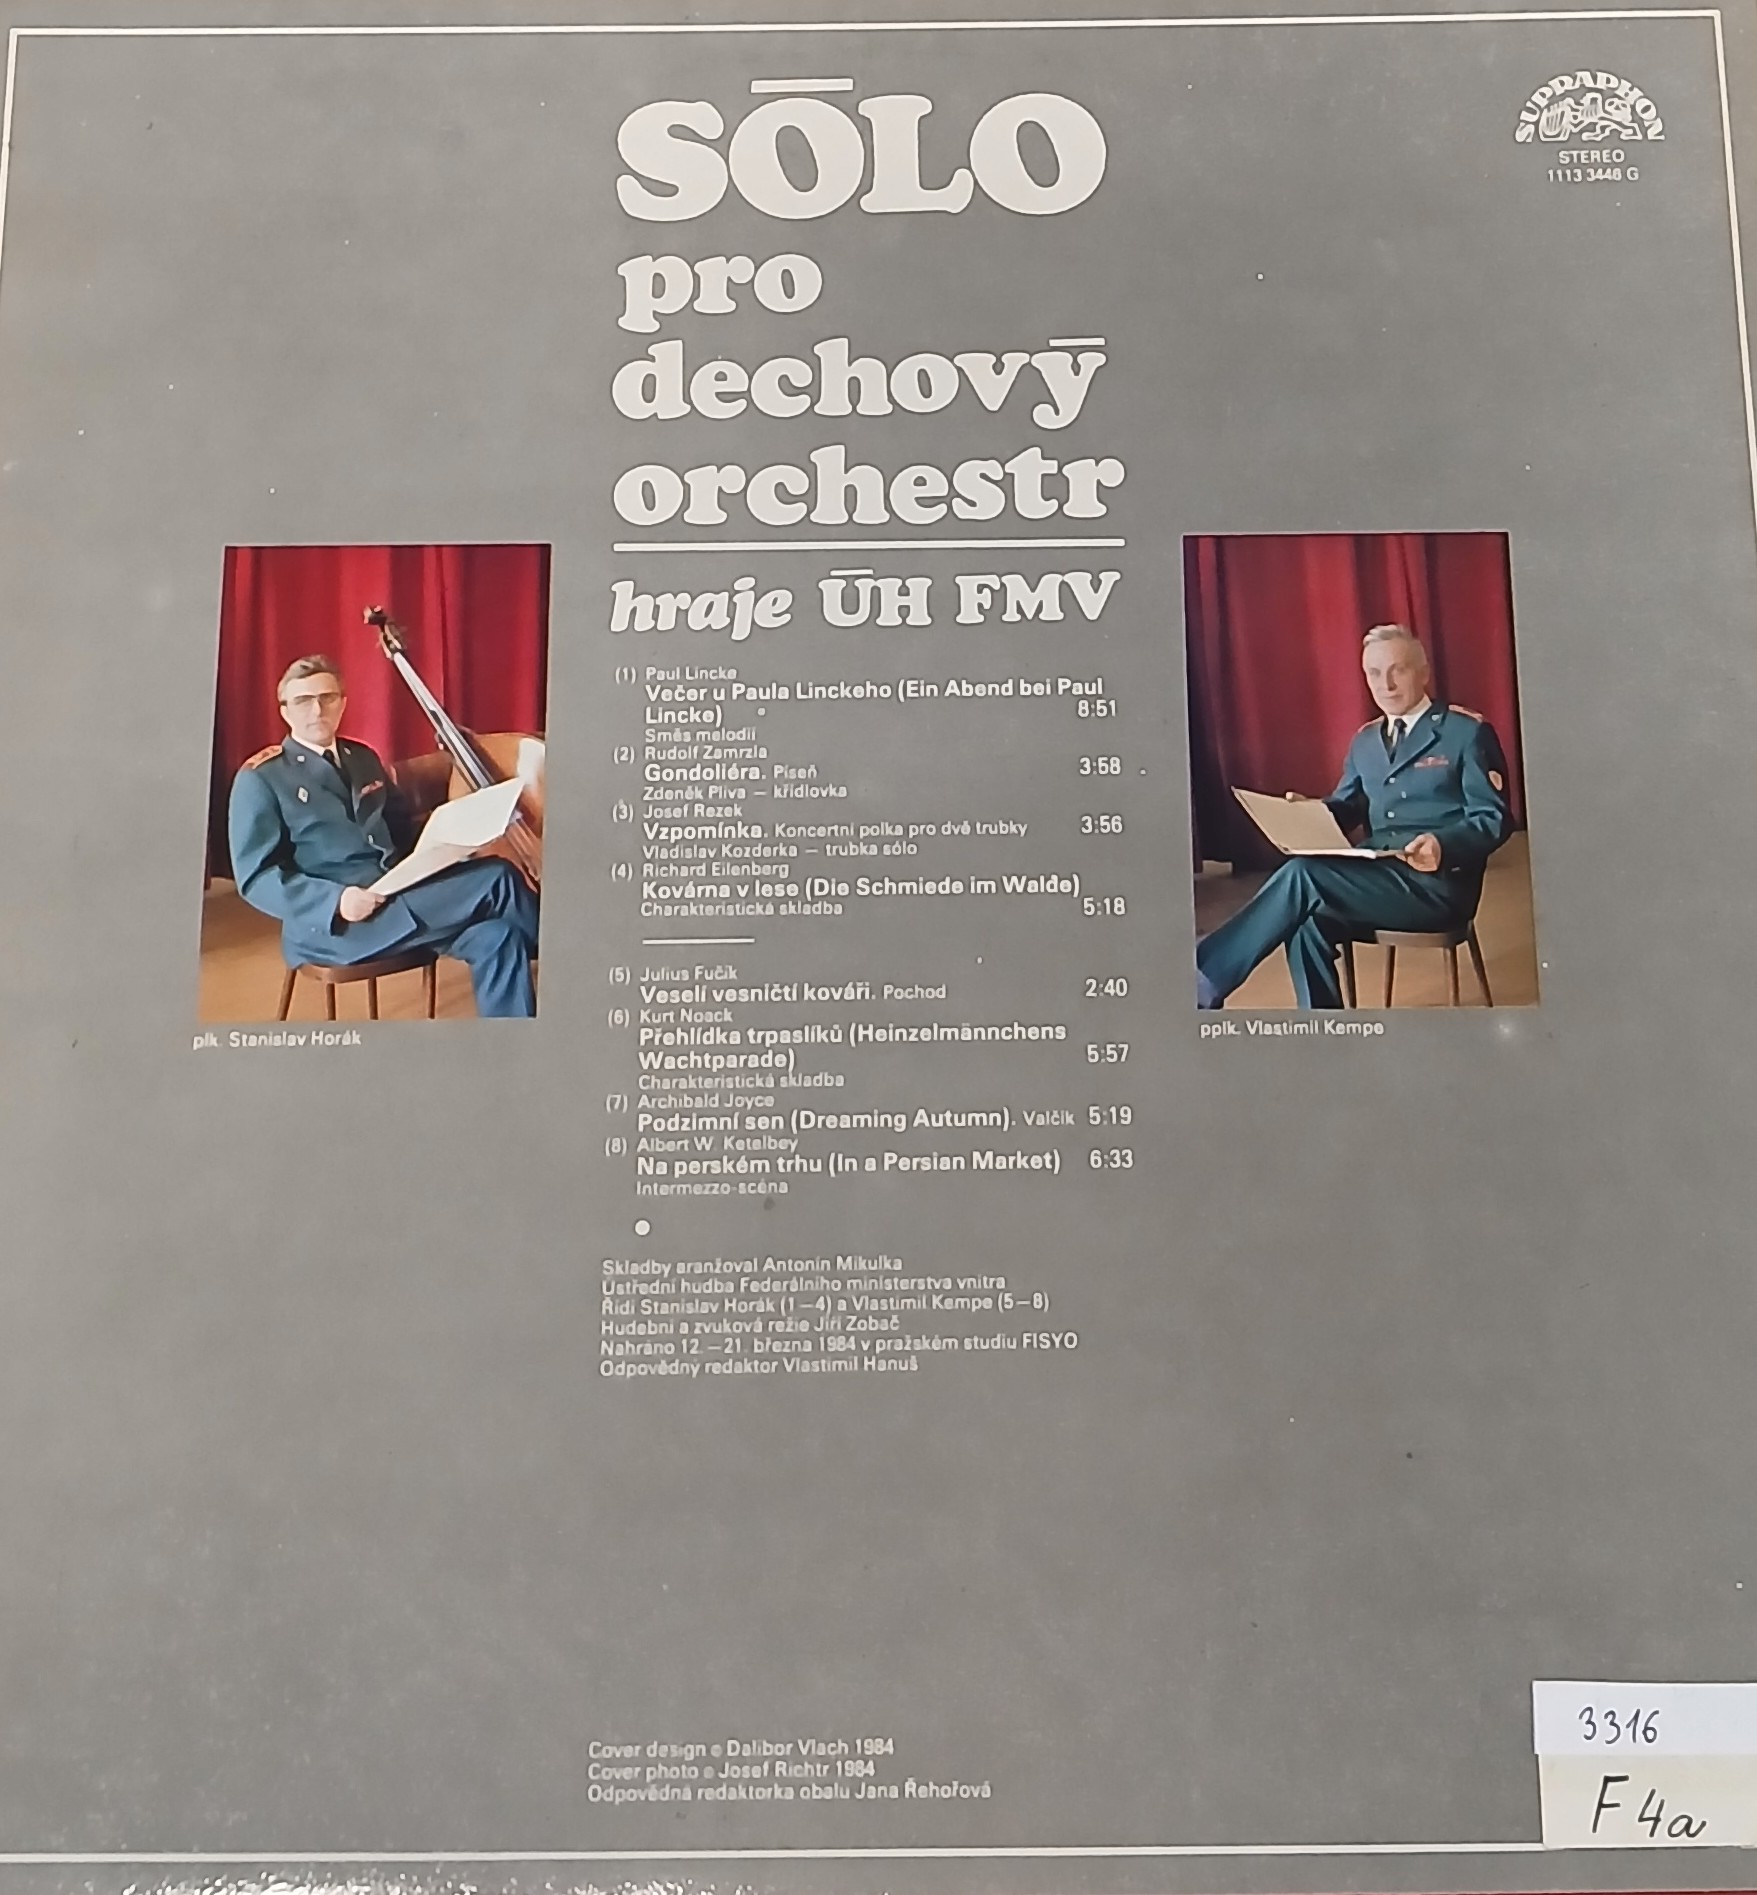 SÓLO
pro
dechový
orchestr
hraje ÚH FMV
SUPRAPHON
STEREO
1113 3446 G
(1) Paul Lincke
Večer u Paula Linckeho (Ein Abend bei Paul
Lincke) 8:51
Směs melodií
(2) Rudolf Zamrzla
Gondoliéra. Píseň 3:58
Zdeněk Plíva – křídlovka
(3) Josef Rezek
Vzpomínka. Koncertní polka pro dvě trubky 3:56
Vladislav Kozderka – trubka sólo
(4) Richard Eilenberg
Kovárna v lese (Die Schmiede im Walde)
Charakteristická skladba 5:18
(5) Julius Fučík
Veselí vesničtí kováři. Pochod 2:40
(6) Kurt Noack
Přehlídka trpaslíků (Heinzelmännchens
Wachtparade) 5:57
Charakteristická skladba
(7) Archibald Joyce
Podzimní sen (Dreaming Autumn). Valčík 5:19
(8) Albert W. Ketelbey
Na perském trhu (In a Persian Market) 6:33
Intermezzo-scéna
plk. Stanislav Horák
pplk. Vlastimil Kempe
Skladby aranžoval Antonín Mikulka
Ústřední hudba Federálního ministerstva vnitra
Řídí Stanislav Horák (1–4) a Vlastimil Kempe (5–8)
Hudební a zvuková režie Jiří Zobač
Nahráno 12.–21. března 1984 v pražském studiu FISYO
Odpovědný redaktor Vlastimil Hanuš
Cover design © Dalibor Vlach 1984
Cover photo © Josef Richtr 1984
Odpovědná redaktorka obalu Jana Řehořová
3316
F 4a